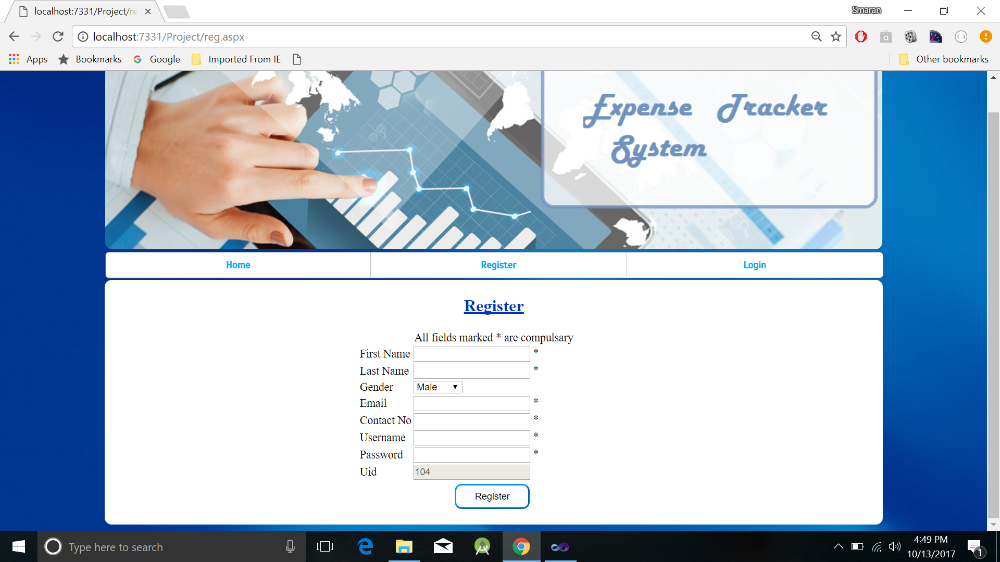 localhost:7331/Project/re
Smaran
localhost:7331/Project/reg.aspx
Apps Bookmarks Google Imported From IE Other bookmarks
Expense Tracker
System
Home Register Login
Register
All fields marked * are compulsary
First Name *
Last Name *
Gender Male
Email *
Contact No *
Username *
Password *
Uid 104
Register
Type here to search
4:49 PM
10/13/2017
1